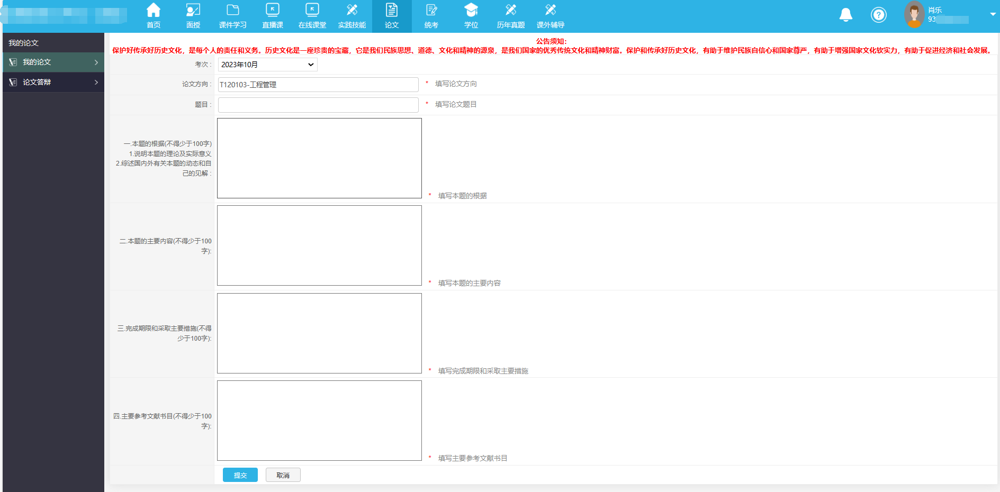 首页 面授 课件学习 直播课 在线课堂 实践技能 论文 统考 学位 历年真题 课外辅导
肖乐
93
我的论文
我的论文
论文答辩
公告须知：
保护好传承好历史文化，是每个人的责任和义务。历史文化是一座珍贵的宝藏，它是我们民族思想、道德、文化和精神的源泉，是我们国家的优秀传统文化和精神财富。保护和传承好历史文化，有助于维护民族自信心和国家尊严，有助于增强国家文化软实力，有助于促进经济和社会发展。
考次 : 2023年10月
论文方向 : T120103-工程管理 * 填写论文方向
题目 : * 填写论文题目
一.本题的根据(不得少于100字)
1.说明本题的理论及实际意义
2.综述国内外有关本题的动态和自
己的见解 :
* 填写本题的根据
二.本题的主要内容(不得少于100
字):
* 填写本题的主要内容
三.完成期限和采取主要措施(不得
少于100字):
* 填写完成期限和采取主要措施
四.主要参考文献书目(不得少于100
字):
* 填写主要参考文献书目
提交 取消